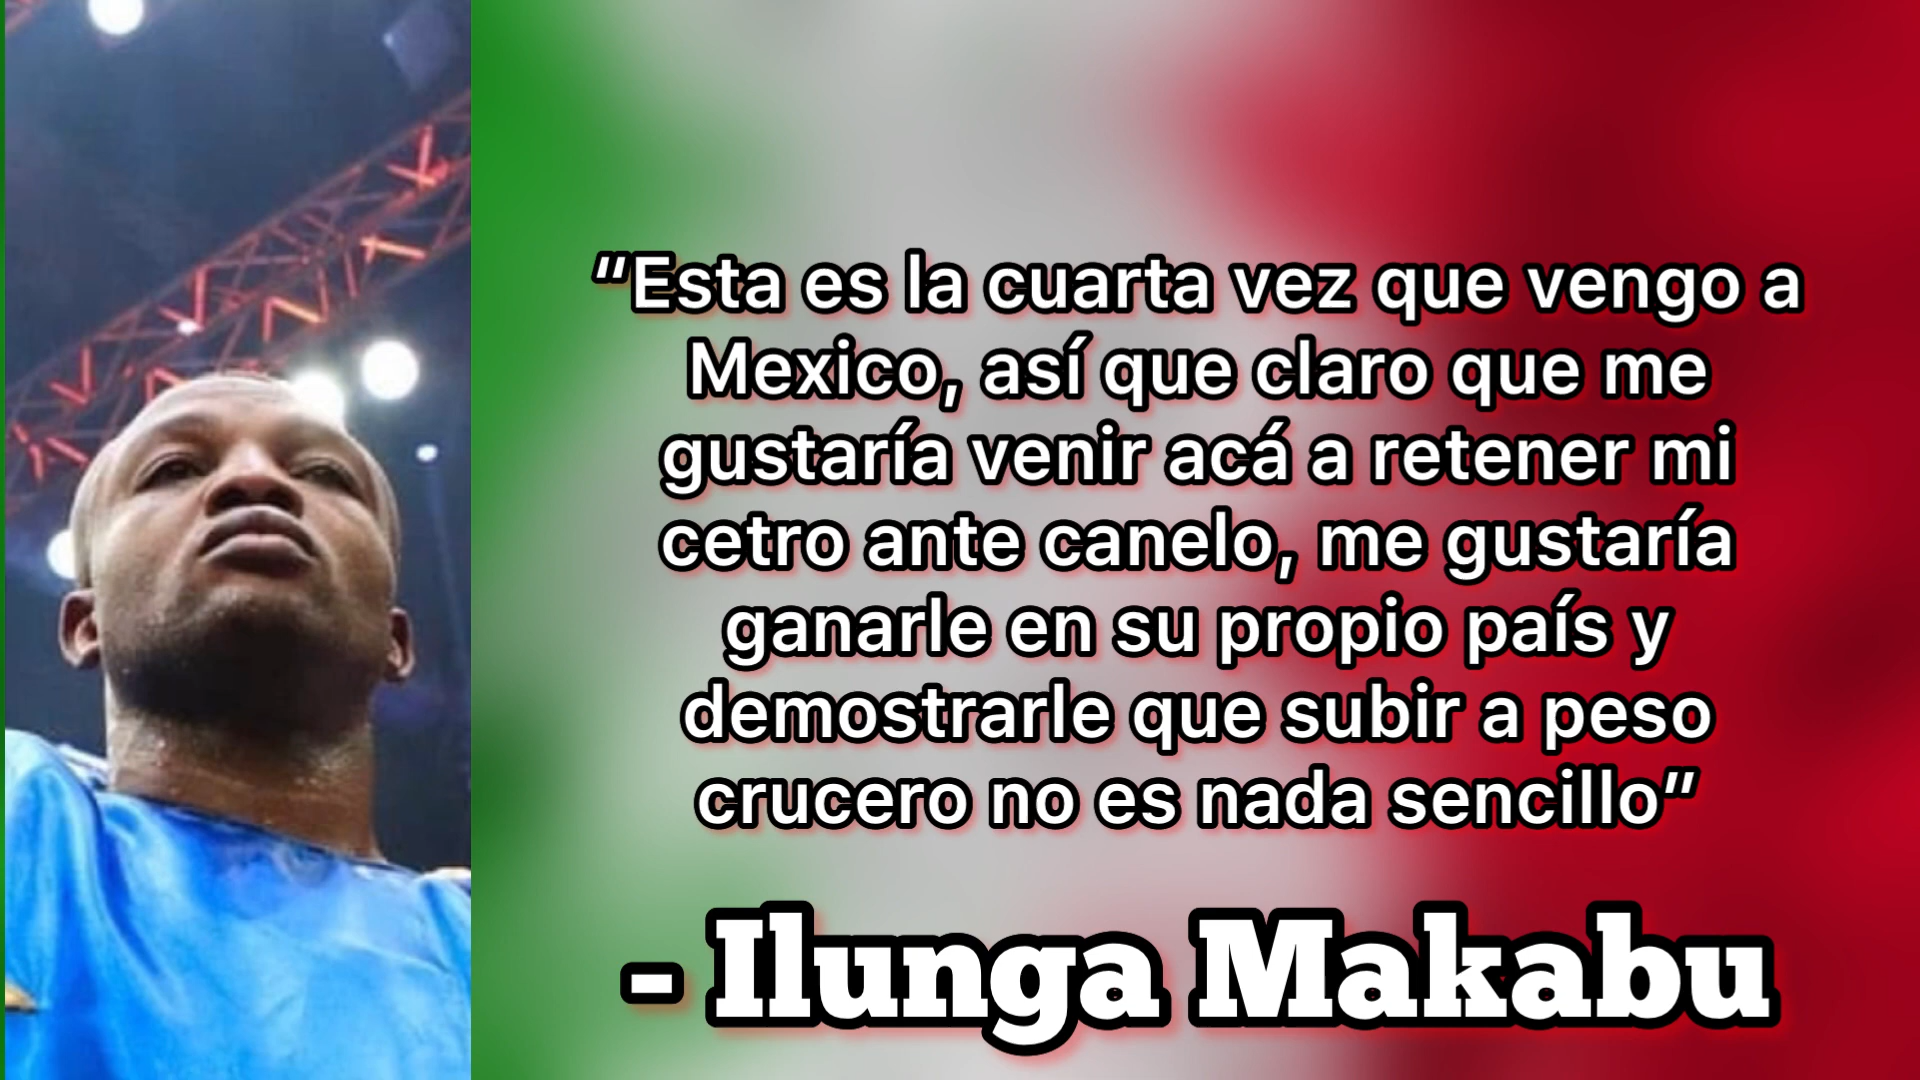 “Esta es la cuarta vez que vengo a
Mexico, así que claro que me
gustaría venir acá a retener mi
cetro ante canelo, me gustaría
ganarle en su propio país y
demostrarle que subir a peso
crucero no es nada sencillo”
- Ilunga Makabu